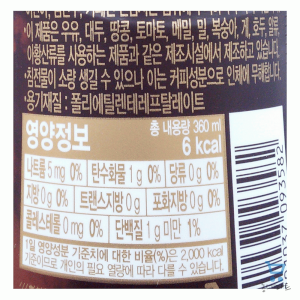 •이 제품은 우유, 대두, 땅콩, 토마토, 메밀, 밀, 복숭아, 게, 호두, 알류,
아황산류를 사용하는 제품과 같은 제조시설에서 제조하고 있습니다.
•침전물이 소량 생길 수 있으나 이는 커피성분으로 인체에 무해합니다.
•용기재질 : 폴리에틸렌테레프탈레이트
영양정보
총 내용량 360 ml
6 kcal
나트륨 5 mg 0% 탄수화물 1 g 0% 당류 0 g 0%
지방 0 g 0% 트랜스지방 0 g 포화지방 0 g 0%
콜레스테롤 0 mg 0% 단백질 1 g 미만 1%
1일 영양성분 기준치에 대한 비율(%)은 2,000 kcal
기준이므로 개인의 필요 열량에 따라 다를 수 있습니다.
037 093582